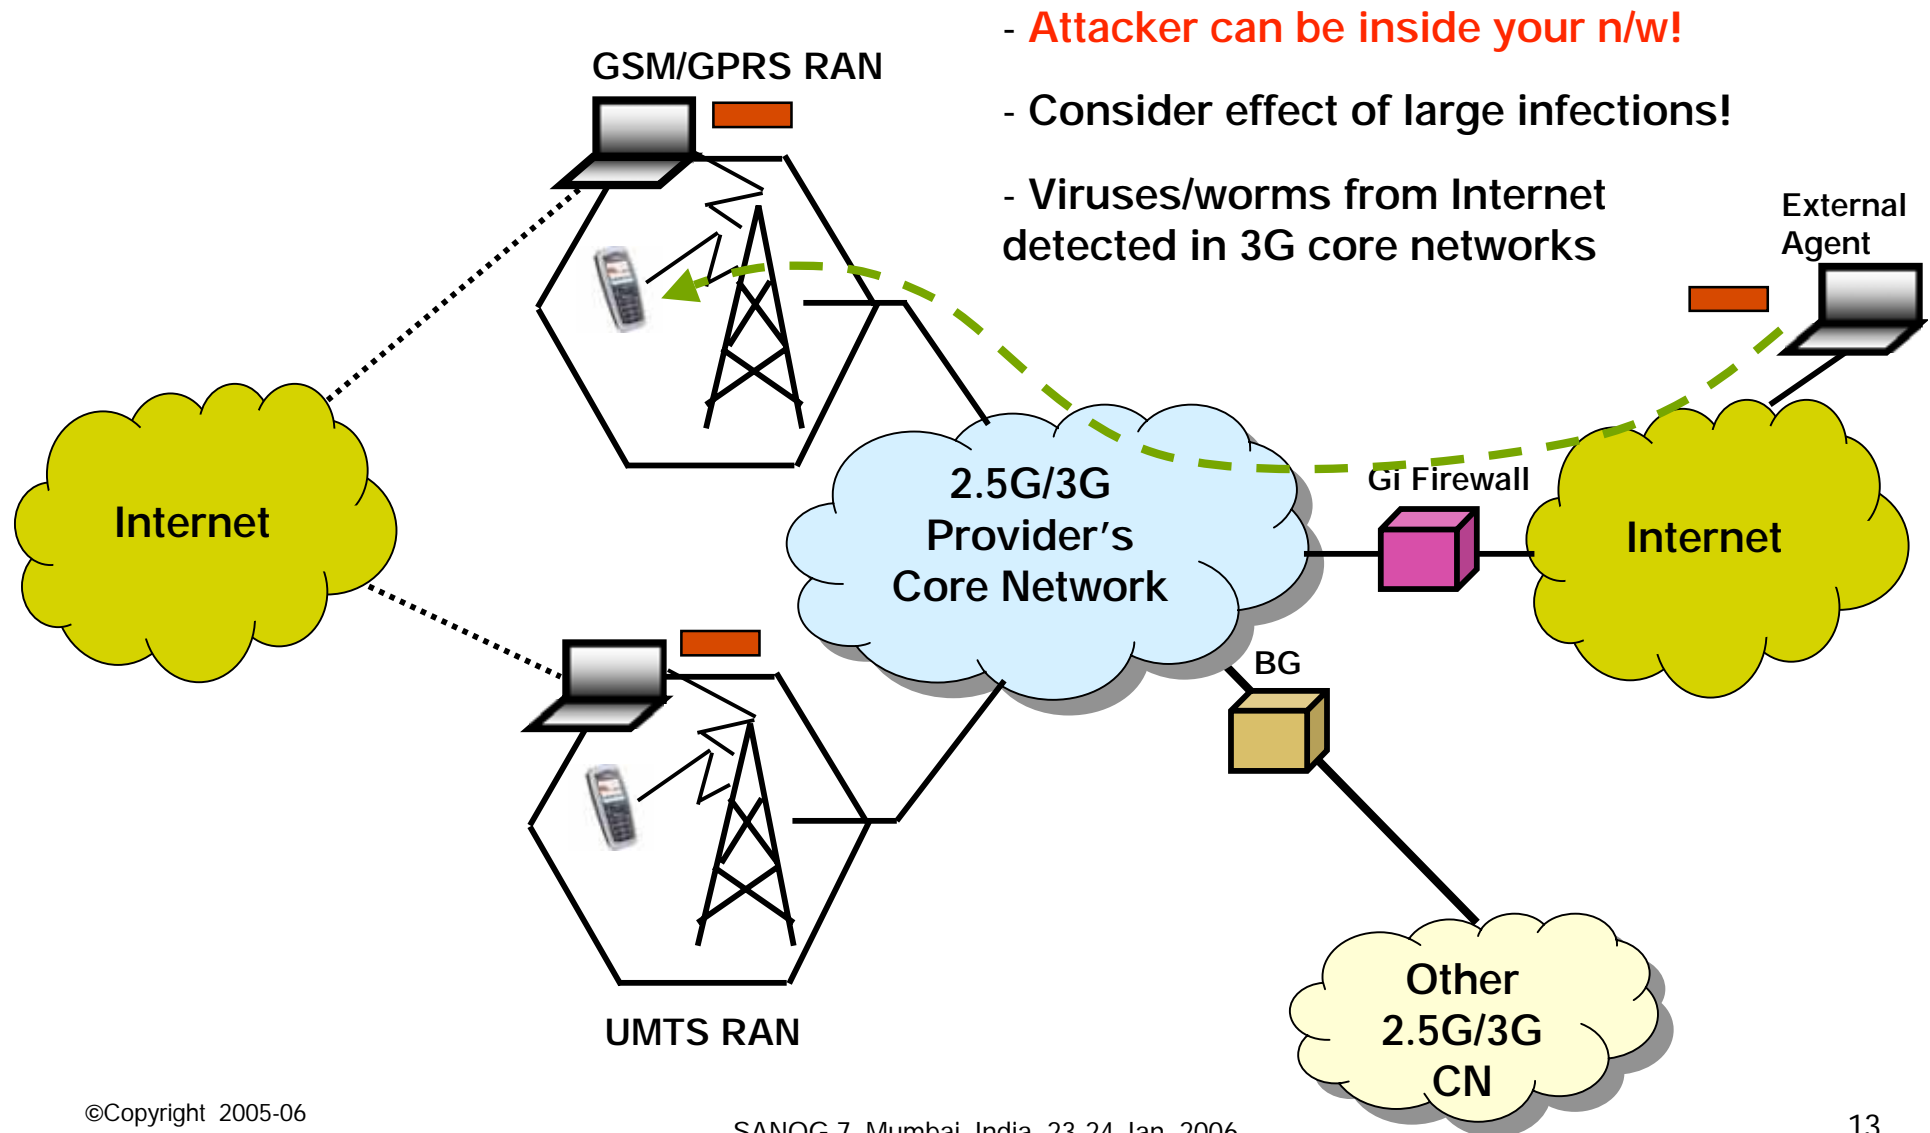 - Attacker can be inside your n/w!
- Consider effect of large infections!
- Viruses/worms from Internet
detected in 3G core networks
GSM/GPRS RAN
External
Agent
Internet
2.5G/3G
Provider's
Core Network
Gi Firewall
Internet
BG
UMTS RAN
Other
2.5G/3G
CN
©Copyright 2005-06
SANOG 7, Mumbai, India, 23-24 Jan, 2006
13